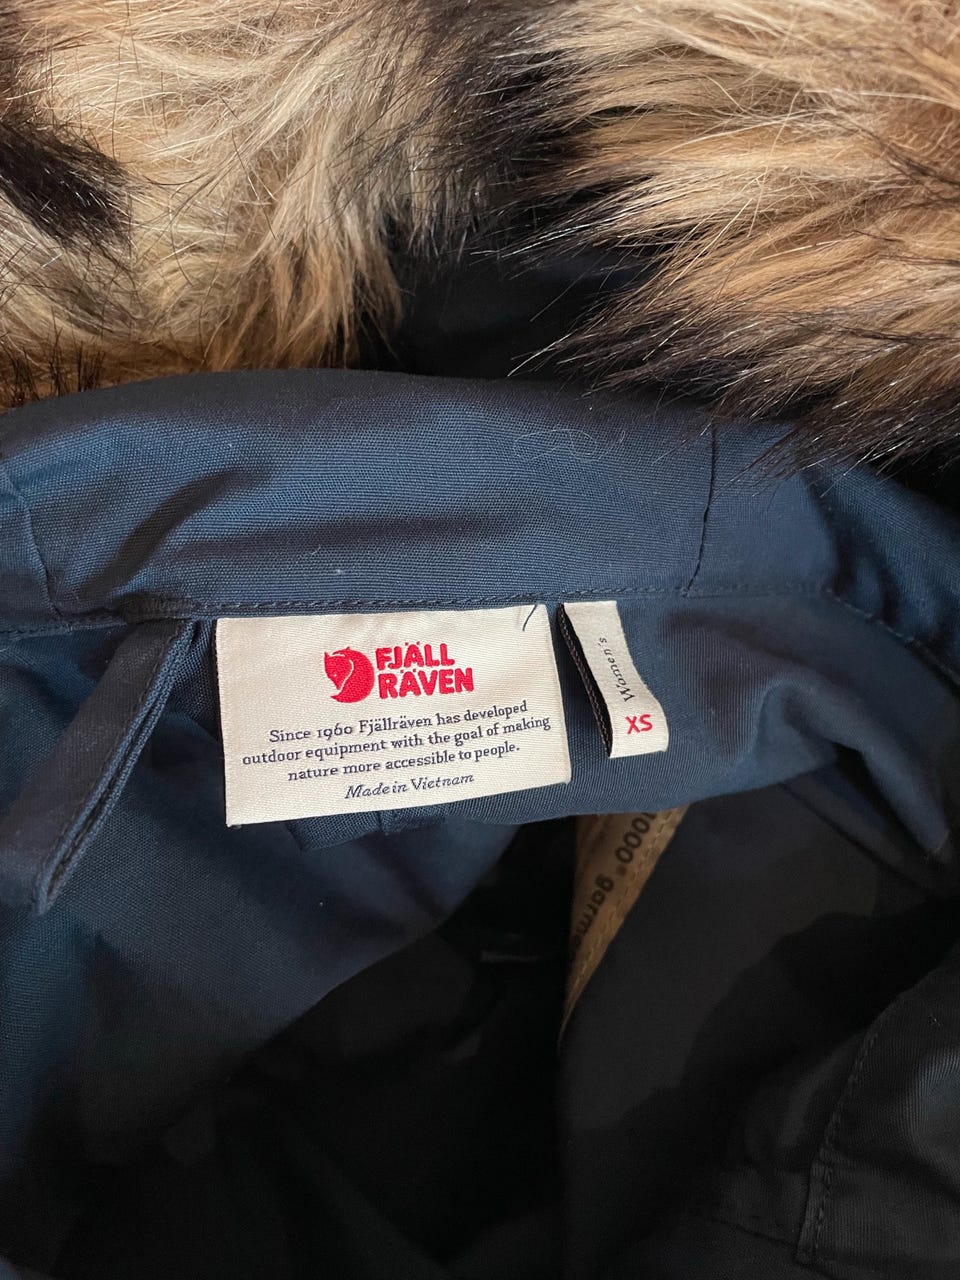 FJÄLL
RÄVEN
Since 1960 Fjällräven has developed
outdoor equipment with the goal of making
nature more accessible to people.
Made in Vietnam
Women's
XS
1000®